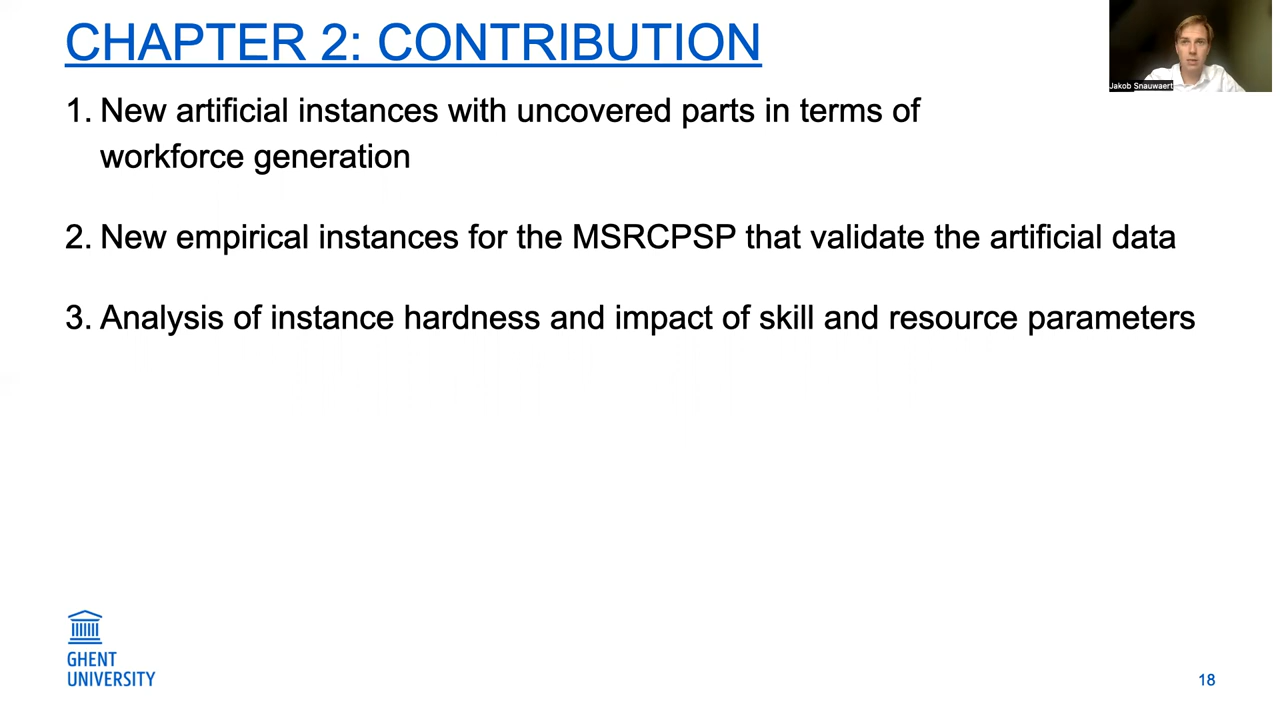 CHAPTER 2: CONTRIBUTION
Jakob Snauwaert
1. New artificial instances with uncovered parts in terms of
workforce generation
2. New empirical instances for the MSRCPSP that validate the artificial data
3. Analysis of instance hardness and impact of skill and resource parameters
GHENT
UNIVERSITY
18